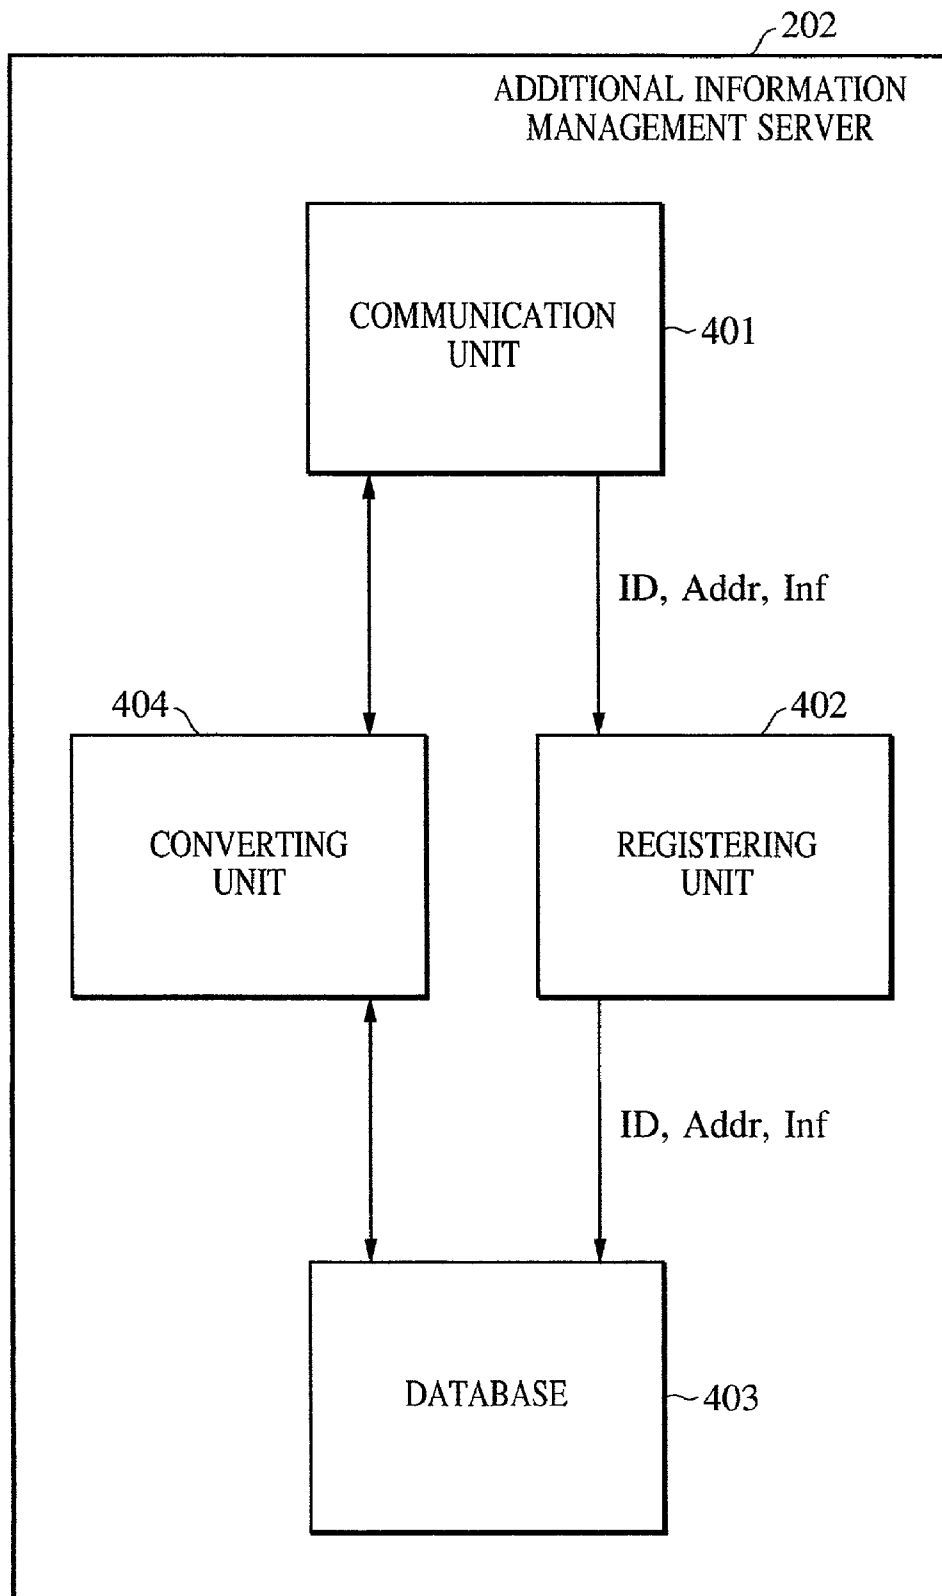 202
ADDITIONAL INFORMATION
MANAGEMENT SERVER
COMMUNICATION
UNIT
401
ID, Addr, Inf
404
402
CONVERTING
UNIT
REGISTERING
UNIT
ID, Addr, Inf
DATABASE
403